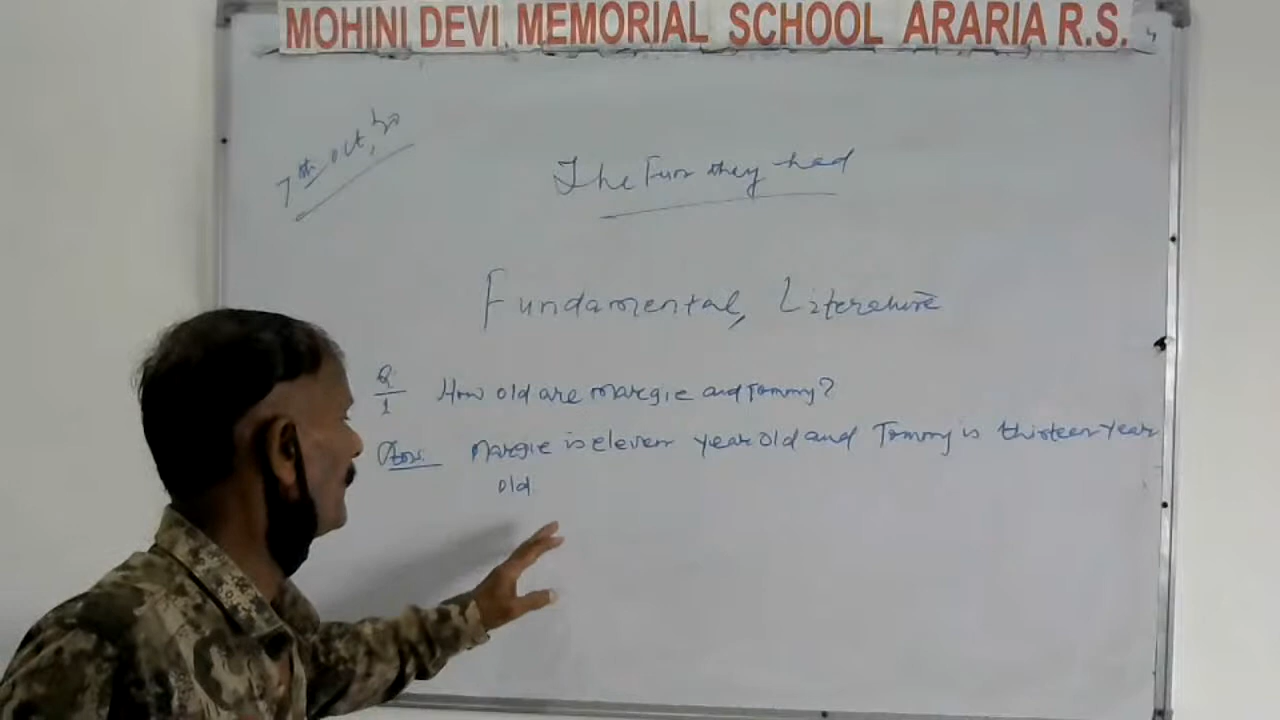 MOHINI DEVI MEMORIAL SCHOOL ARARIA R.S.
7th Oct, 20
The Fun they had
Fundamental, Literature
Q.
1
How old are Margie and Tommy?
Ans. Margie is eleven year old and Tommy is thirteen year
old